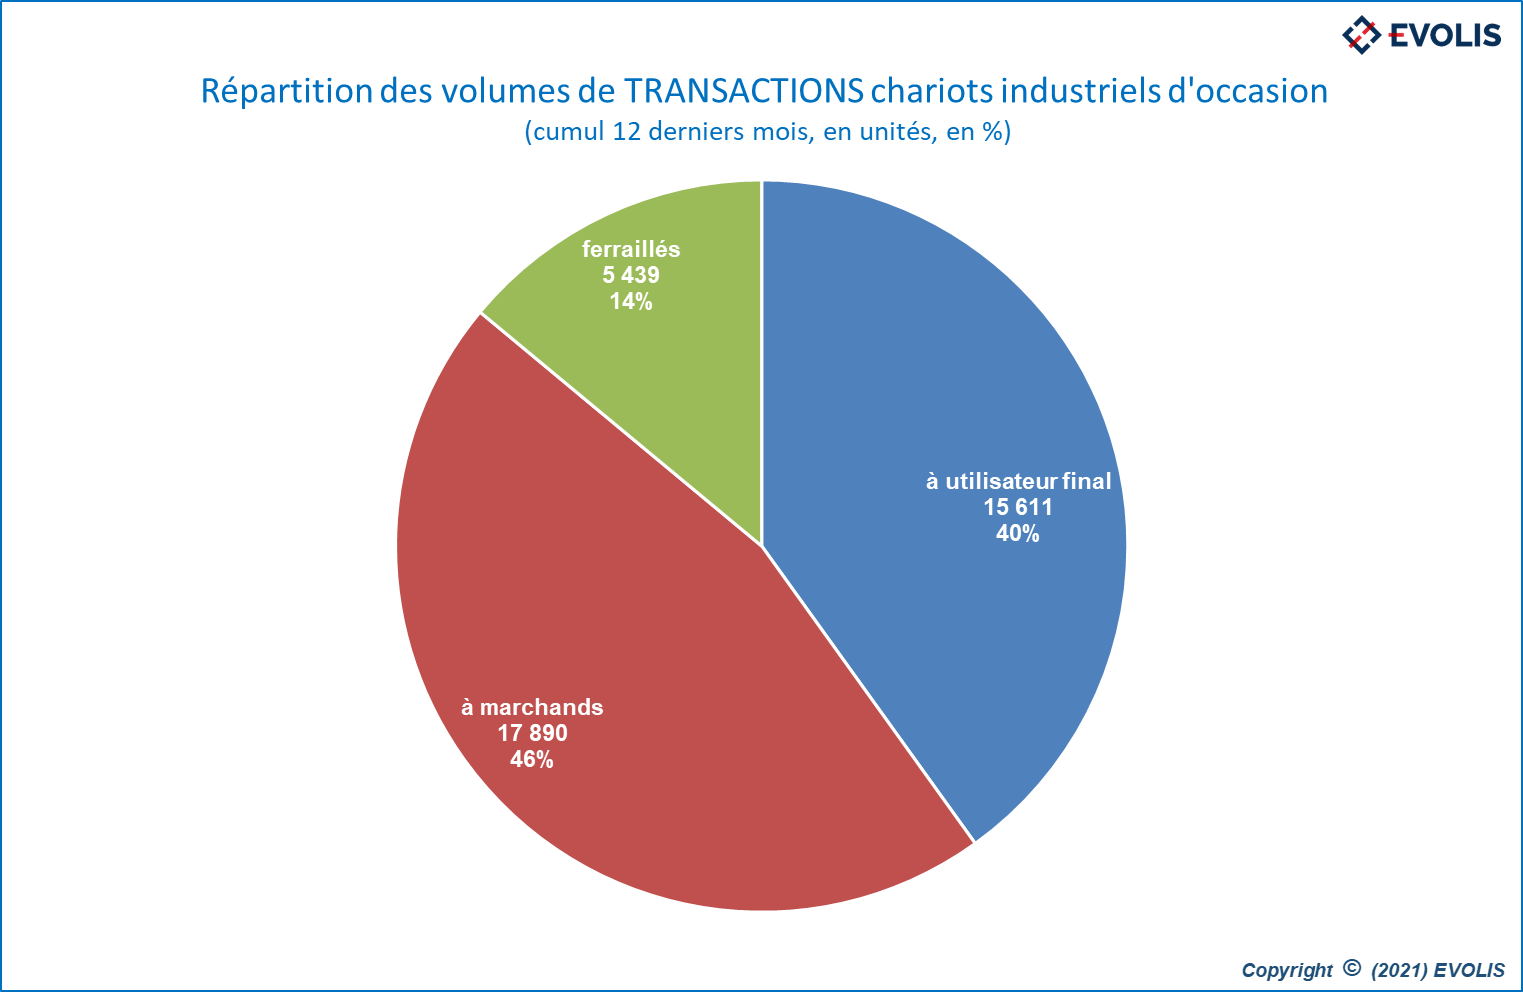 EVOLIS
Répartition des volumes de TRANSACTIONS chariots industriels d'occasion
(cumul 12 derniers mois, en unités, en %)
ferraillés
5 439
14%
à utilisateur final
15 611
40%
à marchands
17 890
46%
Copyright © (2021) EVOLIS